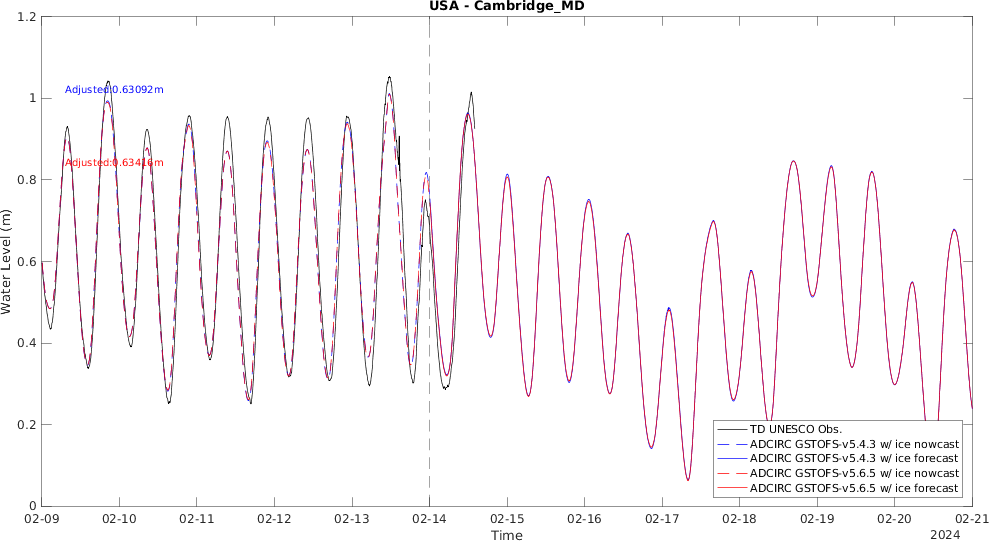 USA - Cambridge_MD
1.2
1
0.8
0.6
0.4
0.2
0
Water Level (m)
Adjusted:0.63092m
Adjusted:0.63416m
TD UNESCO Obs.
ADCIRC GSTOFS-v5.4.3 w/ ice nowcast
ADCIRC GSTOFS-v5.4.3 w/ ice forecast
ADCIRC GSTOFS-v5.6.5 w/ ice nowcast
ADCIRC GSTOFS-v5.6.5 w/ ice forecast
02-09 02-10 02-11 02-12 02-13 02-14 02-15 02-16 02-17 02-18 02-19 02-20 02-21
Time
2024